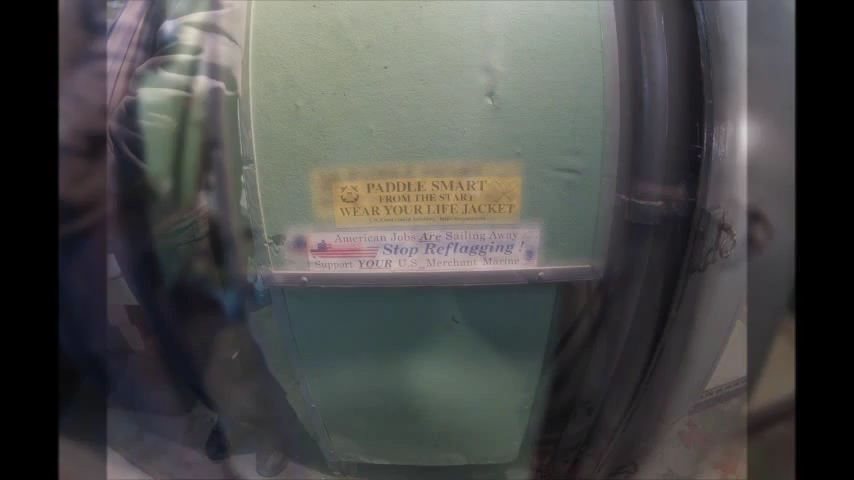 PADDLE SMART
FROM THE START
WEAR YOUR LIFE JACKET
American Jobs Are Sailing Away
Stop Reflagging !
Support YOUR U.S. Merchant Marine